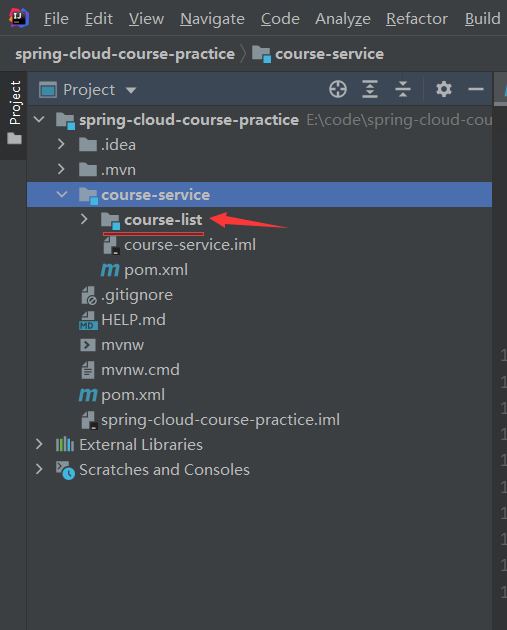 File Edit View Navigate Code Analyze Refactor Build
spring-cloud-course-practice course-service
Project
Project
spring-cloud-course-practice E:\code\spring-cloud-cou
.idea
.mvn
course-service
course-list
course-service.iml
pom.xml
.gitignore
HELP.md
mvnw
mvnw.cmd
pom.xml
spring-cloud-course-practice.iml
External Libraries
Scratches and Consoles